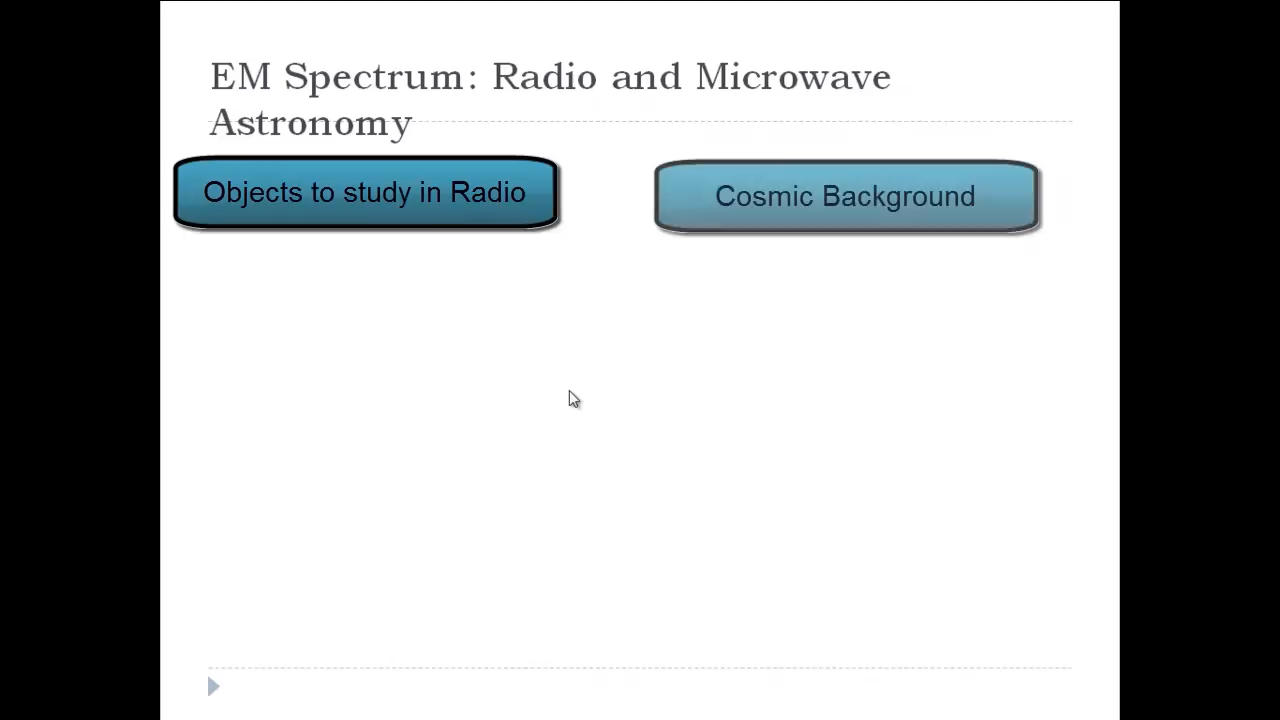 EM Spectrum: Radio and Microwave
Astronomy
Objects to study in Radio
Cosmic Background